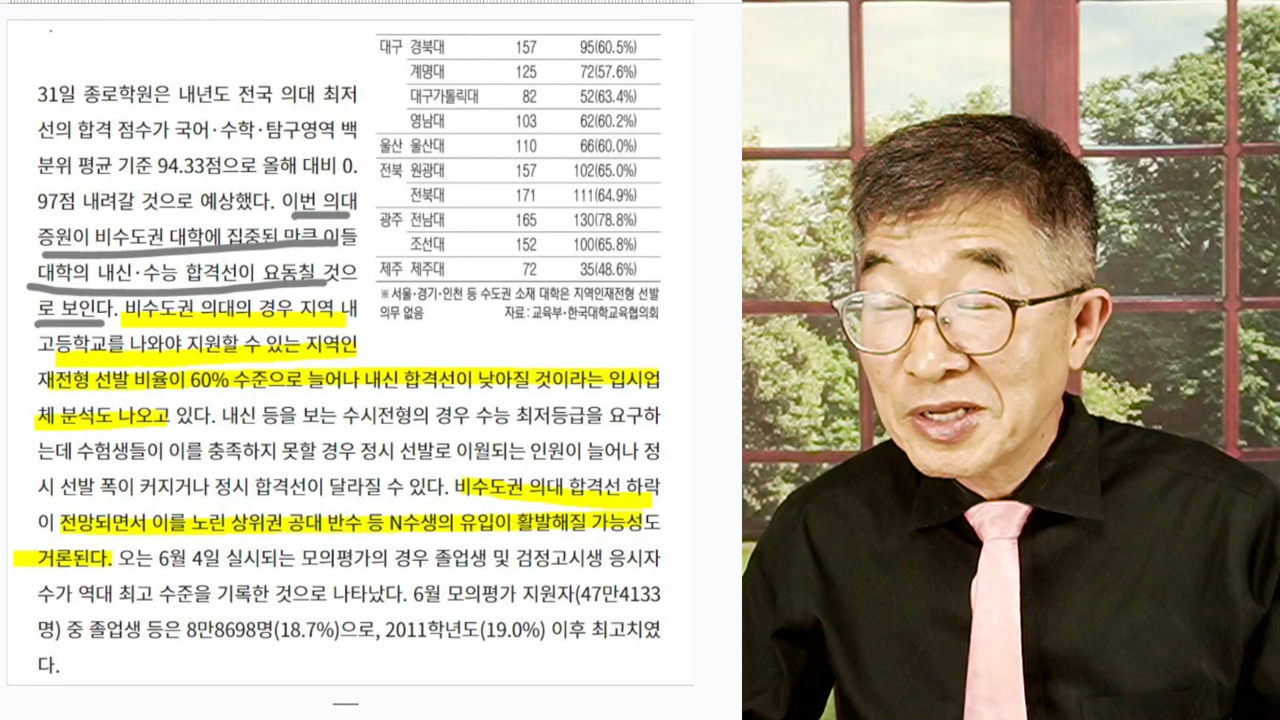 대구 경북대 157 95(60.5%)
계명대 125 72(57.6%)
대구가톨릭대 82 52(63.4%)
영남대 103 62(60.2%)
울산 울산대 110 66(60.0%)
전북 원광대 157 102(65.0%)
전북대 171 111(64.9%)
광주 전남대 165 130(78.8%)
조선대 152 100(65.8%)
제주 제주대 72 35(48.6%)
※ 서울·경기·인천 등 수도권 소재 대학은 지역인재전형 선발
의무 없음 자료 : 교육부·한국대학교육협의회
31일 종로학원은 내년도 전국 의대 최저
선의 합격 점수가 국어·수학·탐구영역 백
분위 평균 기준 94.33점으로 올해 대비 0.
97점 내려갈 것으로 예상했다. 이번 의대
증원이 비수도권 대학에 집중된 만큼 이들
대학의 내신·수능 합격선이 요동칠 것으
로 보인다. 비수도권 의대의 경우 지역 내
고등학교를 나와야 지원할 수 있는 지역인
재전형 선발 비율이 60% 수준으로 늘어나 내신 합격선이 낮아질 것이라는 입시업
체 분석도 나오고 있다. 내신 등을 보는 수시전형의 경우 수능 최저등급을 요구하
는데 수험생들이 이를 충족하지 못할 경우 정시 선발로 이월되는 인원이 늘어나 정
시 선발 폭이 커지거나 정시 합격선이 달라질 수 있다. 비수도권 의대 합격선 하락
이 전망되면서 이를 노린 상위권 공대 반수 등 N수생의 유입이 활발해질 가능성도
거론된다. 오는 6월 4일 실시되는 모의평가의 경우 졸업생 및 검정고시생 응시자
수가 역대 최고 수준을 기록한 것으로 나타났다. 6월 모의평가 지원자(47만4133
명) 중 졸업생 등은 8만8698명(18.7%)으로, 2011학년도(19.0%) 이후 최고치였
다.